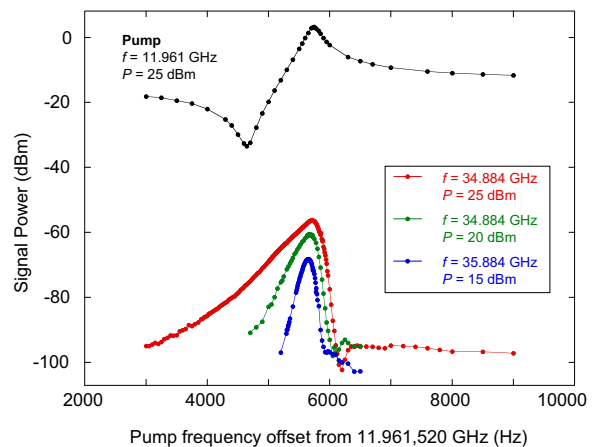 Pump
f = 11.961 GHz
P = 25 dBm
0
-20
-40
-60
-80
-100
Signal Power (dBm)
f = 34.884 GHz
P = 25 dBm
f = 34.884 GHz
P = 20 dBm
f = 35.884 GHz
P = 15 dBm
2000 4000 6000 8000 10000
Pump frequency offset from 11.961,520 GHz (Hz)